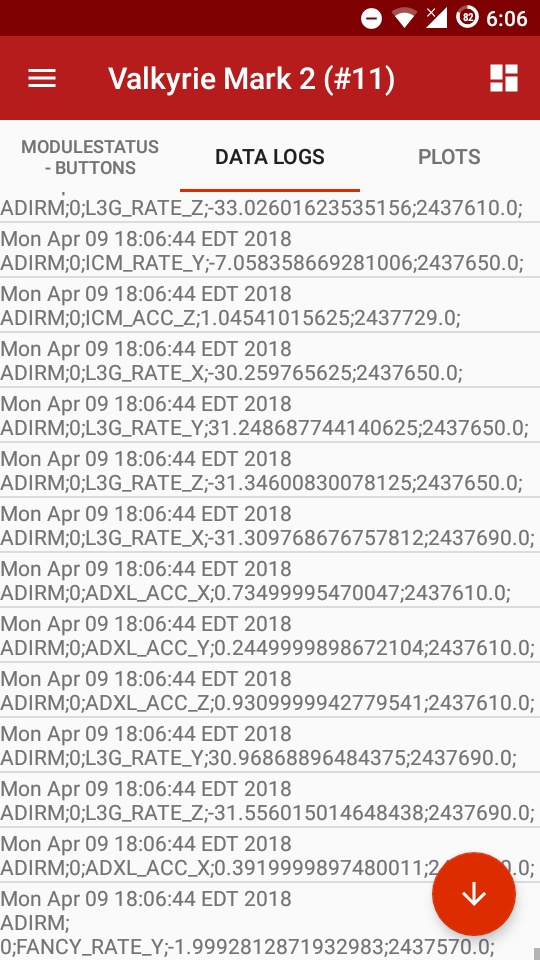 82 6:06
Valkyrie Mark 2 (#11)
MODULESTATUS
- BUTTONS
DATA LOGS
PLOTS
ADIRM;0;L3G_RATE_Z;-33.02601623535156;2437610.0;
Mon Apr 09 18:06:44 EDT 2018
ADIRM;0;ICM_RATE_Y;-7.058358669281006;2437650.0;
Mon Apr 09 18:06:44 EDT 2018
ADIRM;0;ICM_ACC_Z;1.04541015625;2437729.0;
Mon Apr 09 18:06:44 EDT 2018
ADIRM;0;L3G_RATE_X;-30.259765625;2437650.0;
Mon Apr 09 18:06:44 EDT 2018
ADIRM;0;L3G_RATE_Y;31.248687744140625;2437650.0;
Mon Apr 09 18:06:44 EDT 2018
ADIRM;0;L3G_RATE_Z;-31.34600830078125;2437650.0;
Mon Apr 09 18:06:44 EDT 2018
ADIRM;0;L3G_RATE_X;-31.309768676757812;2437690.0;
Mon Apr 09 18:06:44 EDT 2018
ADIRM;0;ADXL_ACC_X;0.73499995470047;2437610.0;
Mon Apr 09 18:06:44 EDT 2018
ADIRM;0;ADXL_ACC_Y;0.2449999898672104;2437610.0;
Mon Apr 09 18:06:44 EDT 2018
ADIRM;0;ADXL_ACC_Z;0.9309999942779541;2437610.0;
Mon Apr 09 18:06:44 EDT 2018
ADIRM;0;L3G_RATE_Y;30.96868896484375;2437690.0;
Mon Apr 09 18:06:44 EDT 2018
ADIRM;0;L3G_RATE_Z;-31.556015014648438;2437690.0;
Mon Apr 09 18:06:44 EDT 2018
ADIRM;0;ADXL_ACC_X;0.3919999897480011;
Mon Apr 09 18:06:44 EDT 2018
ADIRM;
0;FANCY_RATE_Y;-1.9992812871932983;2437570.0;